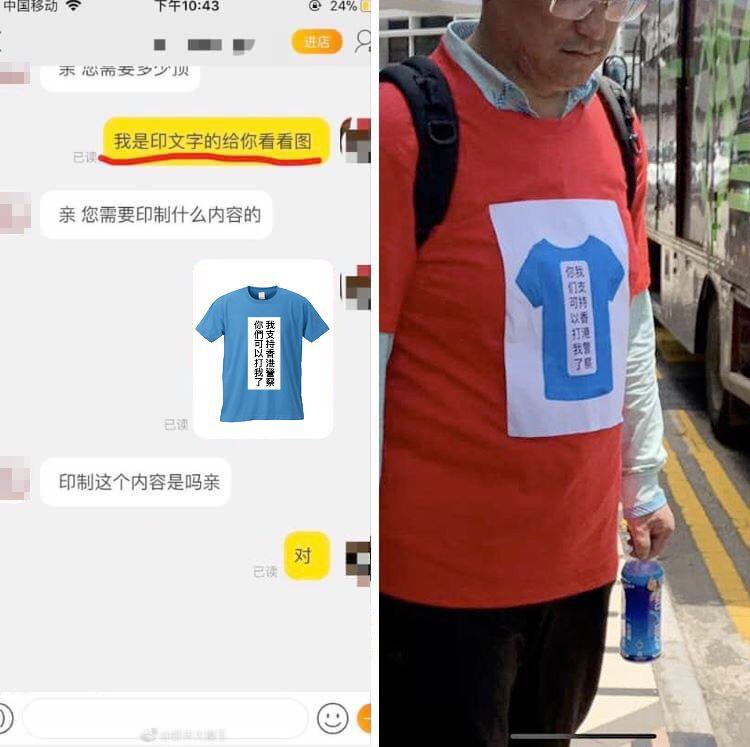 中国移动
下午10:43
24%
进店
亲 您需要多少顶
我是印文字的给你看看图
已读
亲 您需要印制什么内容的
我支持香港警察
你們可以打我了
已读
印制这个内容是吗亲
对
已读
我支持香港警察
你们可以打我了